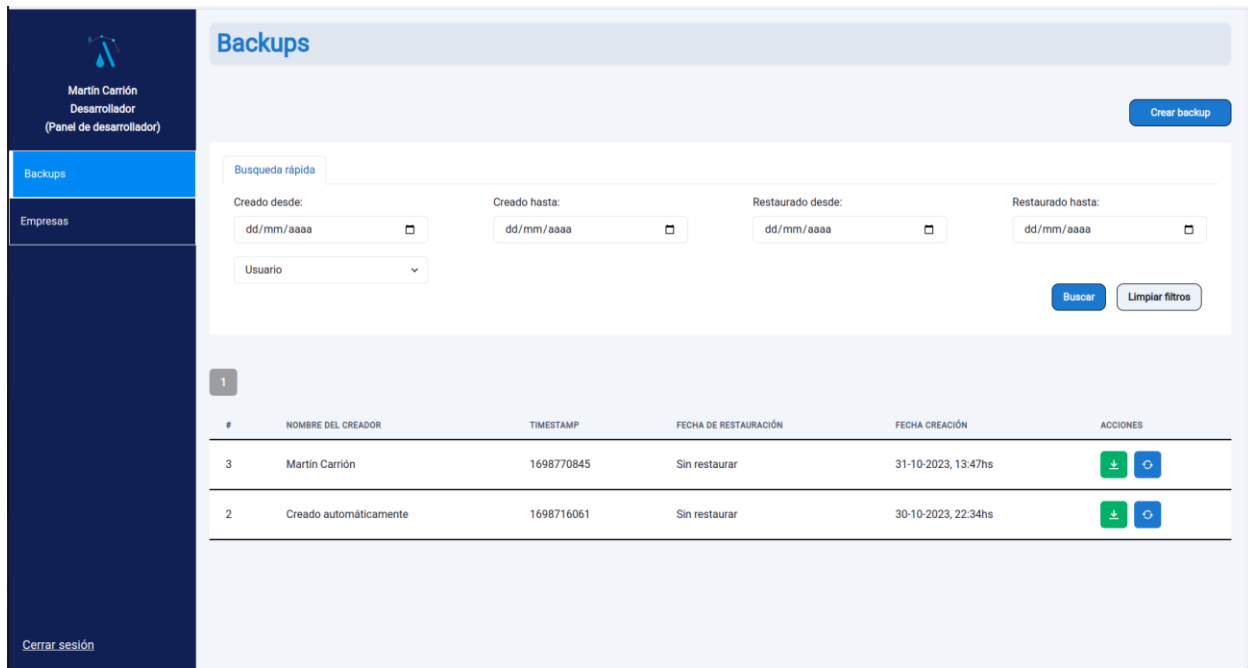 Backups
Martín Carrión
Desarrollador
(Panel de desarrollador)
Crear backup
Backups
Empresas
Busqueda rápida
Creado desde: Creado hasta: Restaurado desde: Restaurado hasta:
dd/mm/aaaa dd/mm/aaaa dd/mm/aaaa dd/mm/aaaa
Usuario
Buscar Limpiar filtros
1
# NOMBRE DEL CREADOR TIMESTAMP FECHA DE RESTAURACIÓN FECHA CREACIÓN ACCIONES
3 Martín Carrión 1698770845 Sin restaurar 31-10-2023, 13:47hs
2 Creado automáticamente 1698716061 Sin restaurar 30-10-2023, 22:34hs
Cerrar sesión